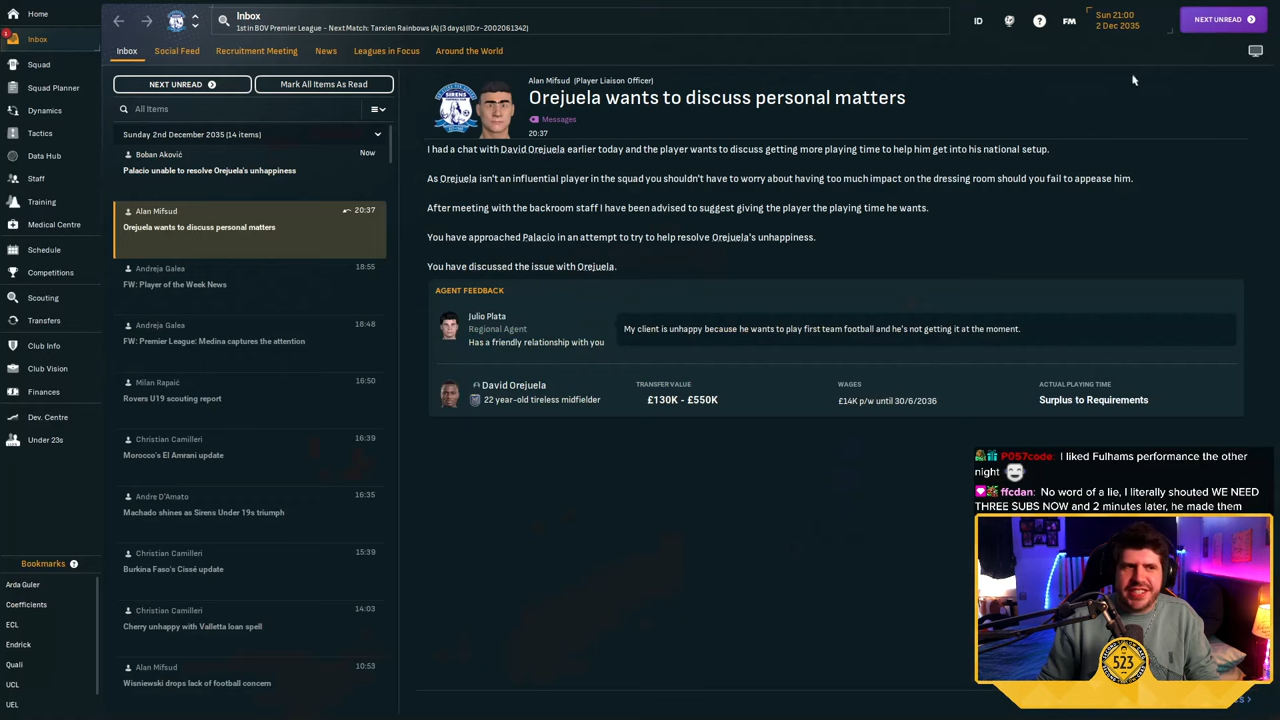 Home
Inbox
1
Squad
Squad Planner
Dynamics
Tactics
Data Hub
Staff
Training
Medical Centre
Schedule
Competitions
Scouting
Transfers
Club Info
Club Vision
Finances
Dev. Centre
Under 23s
Bookmarks
Arda Guler
Coefficients
ECL
Endrick
Quali
UCL
UEL
Inbox
1st in BOV Premier League - Next Match: Tarxien Rainbows (A) (3 days) (ID:r-2002061342)
ID
FM
Sun 21:00
2 Dec 2035
NEXT UNREAD
Inbox
Social Feed
Recruitment Meeting
News
Leagues in Focus
Around the World
NEXT UNREAD
Mark All Items As Read
All Items
Sunday 2nd December 2035 (14 items)
Boban Aković
Now
Palacio unable to resolve Orejuela's unhappiness
Alan Mifsud
20:37
Orejuela wants to discuss personal matters
Andreja Galea
18:55
FW: Player of the Week News
Andreja Galea
18:48
FW: Premier League: Medina captures the attention
Milan Rapaić
16:50
Rovers U19 scouting report
Christian Camilleri
16:39
Morocco's El Amrani update
Andre D'Amato
16:35
Machado shines as Sirens Under 19s triumph
Christian Camilleri
15:39
Burkina Faso's Cissé update
Christian Camilleri
14:03
Cherry unhappy with Valletta loan spell
Alan Mifsud
10:53
Wisniewski drops lack of football concern
SIRENS
Alan Mifsud (Player Liaison Officer)
Orejuela wants to discuss personal matters
Messages
20:37
I had a chat with David Orejuela earlier today and the player wants to discuss getting more playing time to help him get into his national setup.
As Orejuela isn't an influential player in the squad you shouldn't have to worry about having too much impact on the dressing room should you fail to appease him.
After meeting with the backroom staff I have been advised to suggest giving the player the playing time he wants.
You have approached Palacio in an attempt to try to help resolve Orejuela's unhappiness.
You have discussed the issue with Orejuela.
AGENT FEEDBACK
Julio Plata
Regional Agent
Has a friendly relationship with you
My client is unhappy because he wants to play first team football and he's not getting it at the moment.
David Orejuela
22 year-old tireless midfielder
TRANSFER VALUE
£130K - £550K
WAGES
£14K p/w until 30/6/2036
ACTUAL PLAYING TIME
Surplus to Requirements
P057code: I liked Fulhams performance the other
night
ffcdan: No word of a lie, I literally shouted WE NEED
THREE SUBS NOW and 2 minutes later, he made them
523